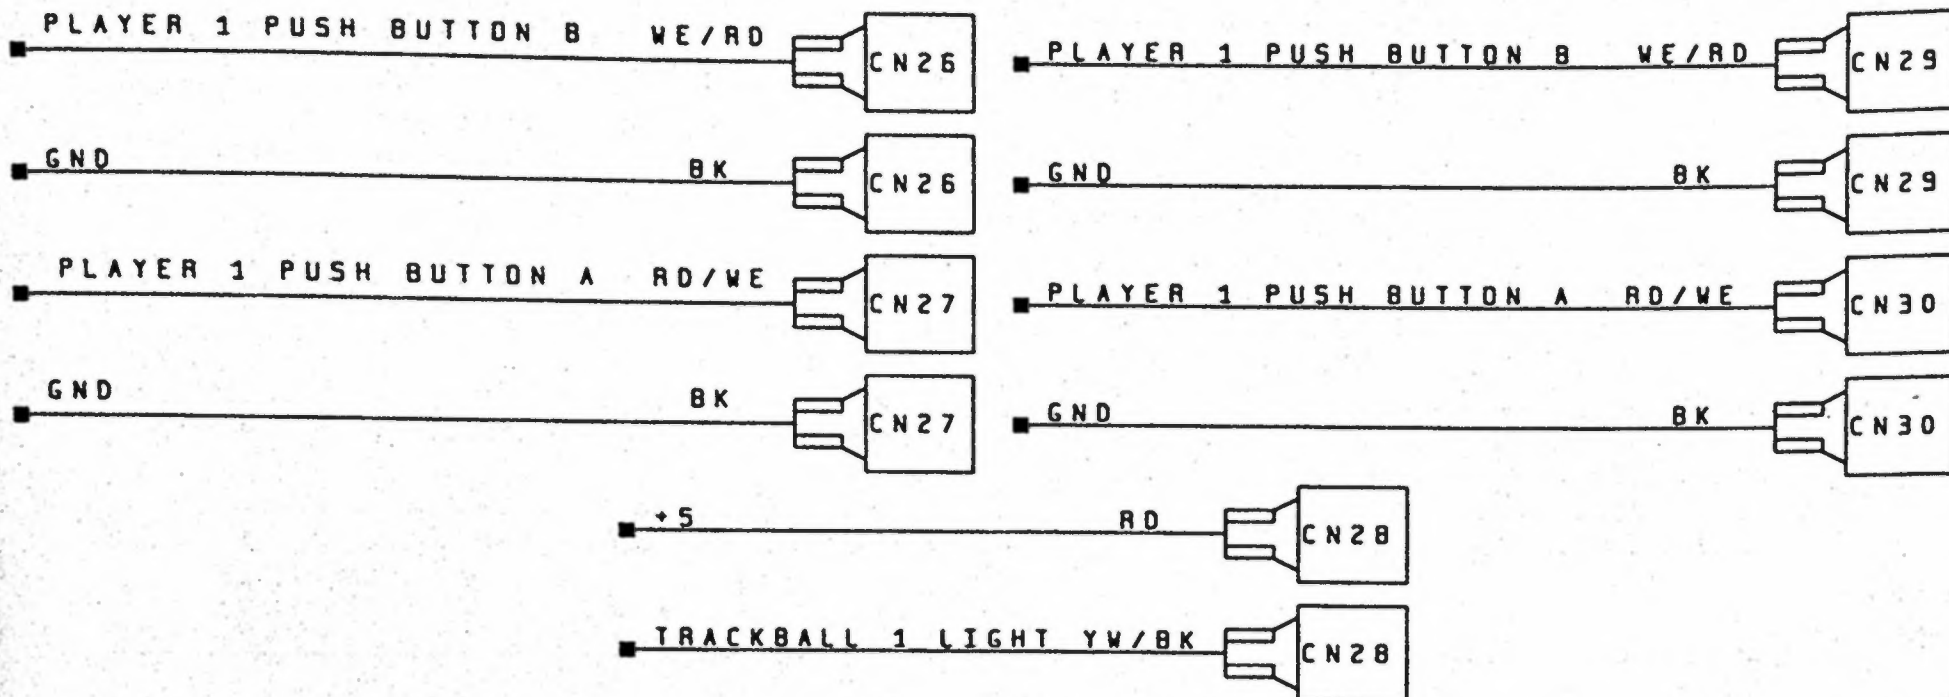 PLAYER 1 PUSH BUTTON B WE/RD CN26
GND BK CN26
PLAYER 1 PUSH BUTTON A RD/WE CN27
GND BK CN27
PLAYER 1 PUSH BUTTON B WE/RD CN29
GND BK CN29
PLAYER 1 PUSH BUTTON A RD/WE CN30
GND BK CN30
+5 RD CN28
TRACKBALL 1 LIGHT YW/BK CN28